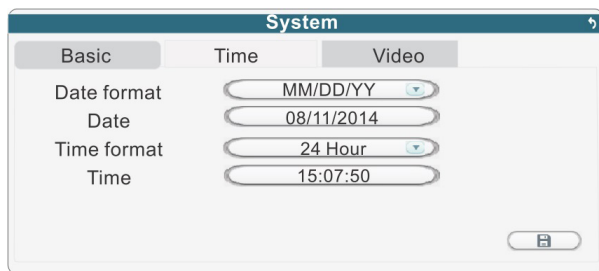 System
Basic Time Video
Date format MM/DD/YY
Date 08/11/2014
Time format 24 Hour
Time 15:07:50